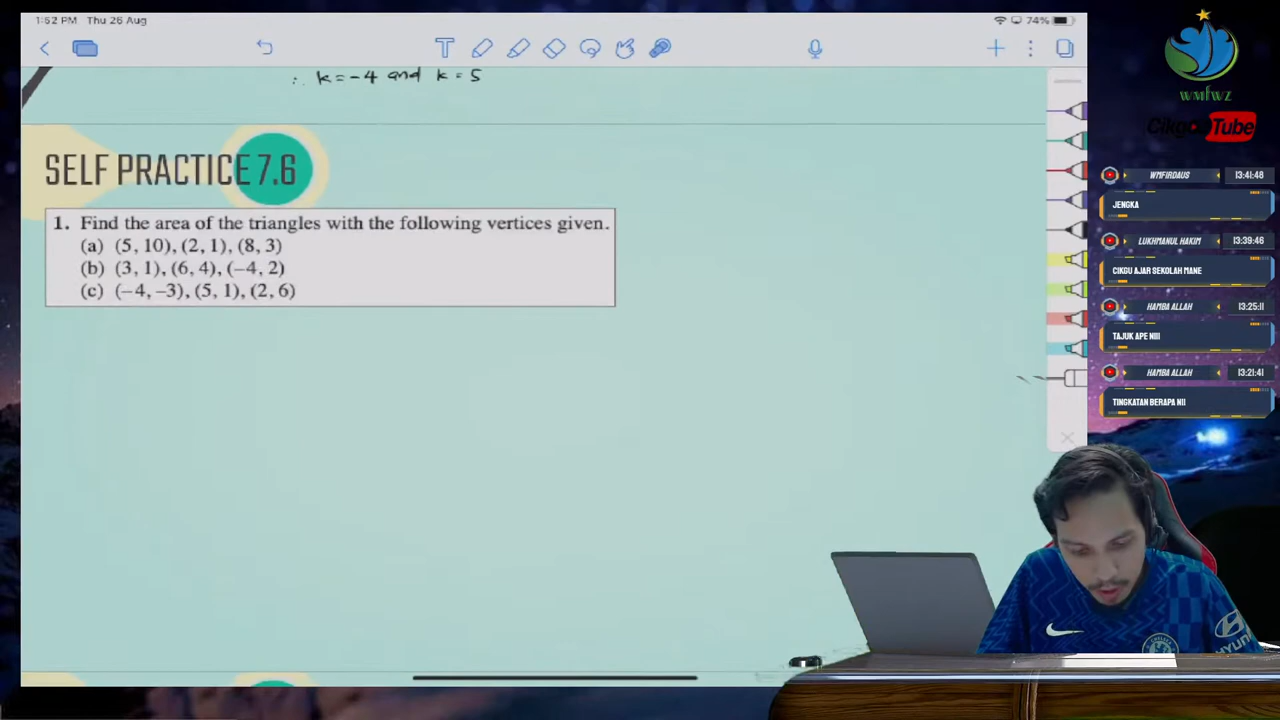 1:52 PM Thu 26 Aug
74%
∴ k = -4 and k = 5
SELF PRACTICE 7.6
1. Find the area of the triangles with the following vertices given.
(a) (5, 10), (2, 1), (8, 3)
(b) (3, 1), (6, 4), (−4, 2)
(c) (−4, −3), (5, 1), (2, 6)
wmfwz
CikgooTube
WMFIRDAUS 13:41:48
JENGKA
LUKHMANUL HAKIM 13:39:46
CIKGU AJAR SEKOLAH MANE
HAMBA ALLAH 13:25:11
TAJUK APE NIII
HAMBA ALLAH 13:21:41
TINGKATAN BERAPA NII
HYUNDAI